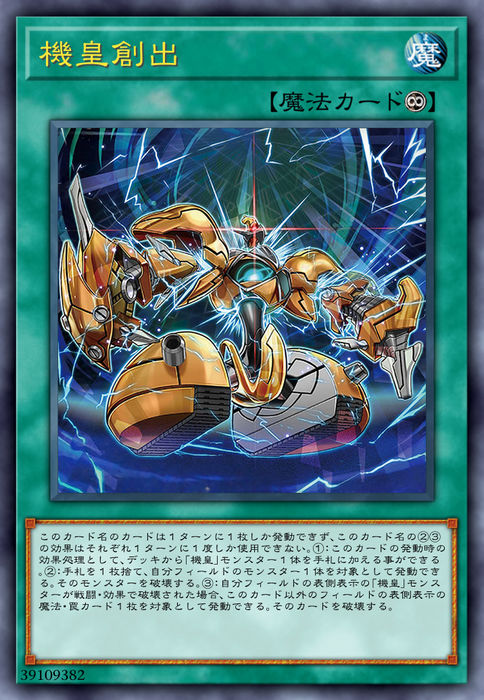 機皇創出
魔
【魔法カード】
このカード名のカードは１ターンに１枚しか発動できず、このカード名の②③
の効果はそれぞれ１ターンに１度しか使用できない。①：このカードの発動時の
効果処理として、デッキから「機皇」モンスター１体を手札に加える事ができ
る。②：手札を１枚捨て、自分フィールドのモンスター１体を対象として発動でき
る。そのモンスターを破壊する。③：自分フィールドの表側表示の「機皇」モンス
ターが戦闘・効果で破壊された場合、このカード以外のフィールドの表側表示の
魔法・罠カード１枚を対象として発動できる。そのカードを破壊する。
39109382